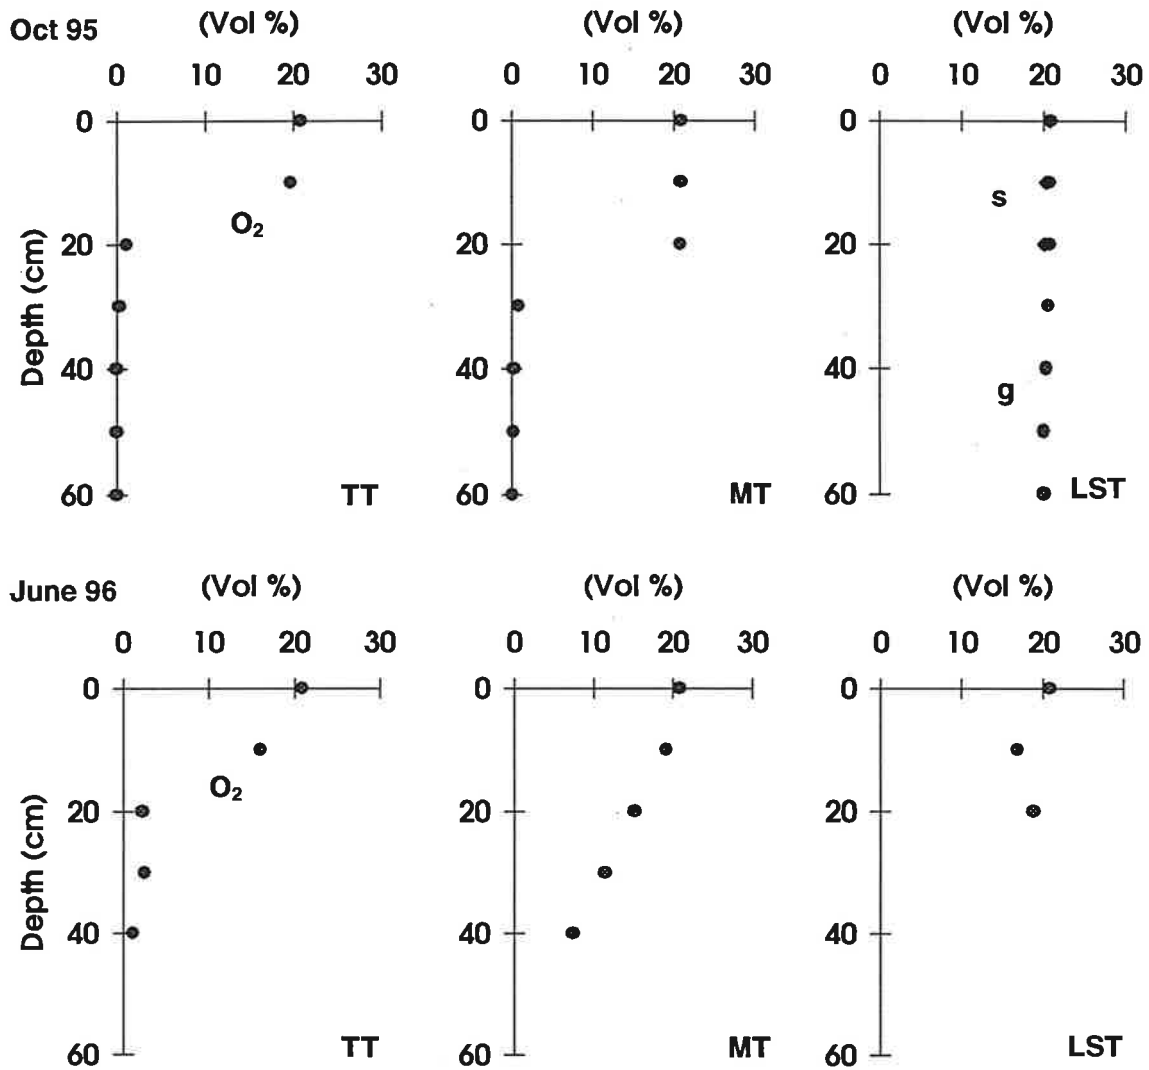 Oct 95 (Vol %) (Vol %) (Vol %)
0 10 20 30 0 10 20 30 0 10 20 30
0 0 0
s
O₂
20 20 20
Depth (cm)
40 40 40
g
60 TT 60 MT 60 LST
June 96 (Vol %) (Vol %) (Vol %)
0 10 20 30 0 10 20 30 0 10 20 30
0 0 0
O₂
20 20 20
Depth (cm)
40 40 40
60 TT 60 MT 60 LST